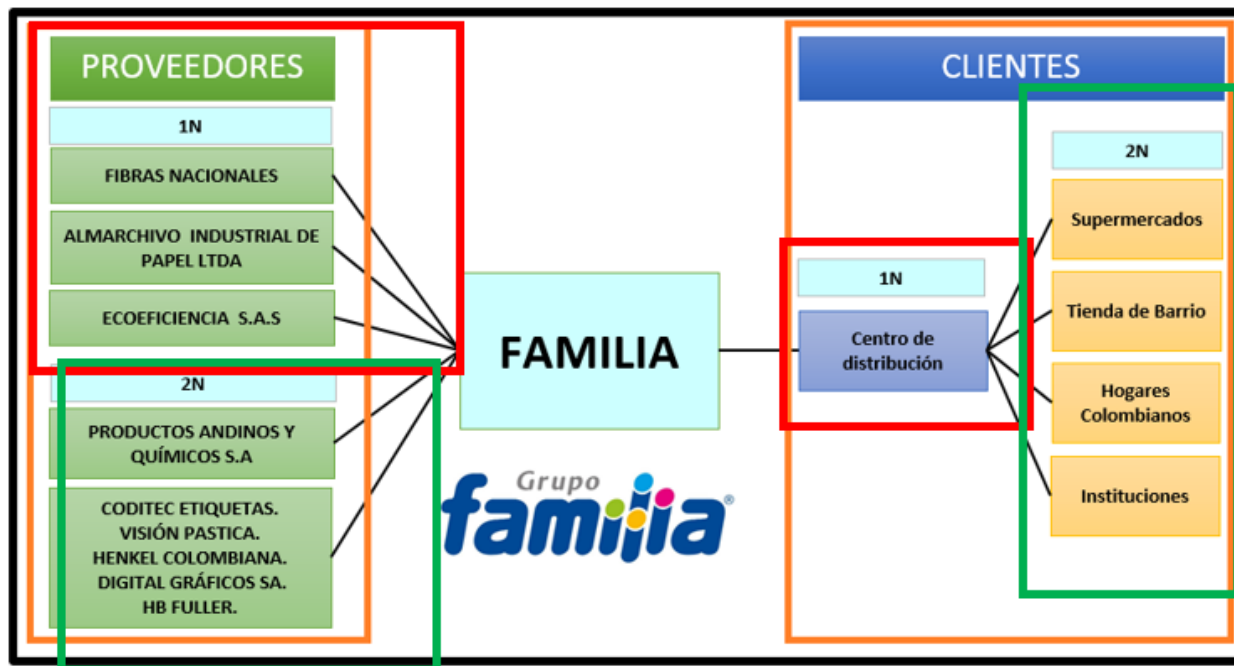 PROVEEDORES
1N
FIBRAS NACIONALES
ALMARCHIVO INDUSTRIAL DE
PAPEL LTDA
ECOEFICIENCIA S.A.S
2N
PRODUCTOS ANDINOS Y
QUÍMICOS S.A
CODITEC ETIQUETAS.
VISIÓN PASTICA.
HENKEL COLOMBIANA.
DIGITAL GRÁFICOS SA.
HB FULLER.
FAMILIA
Grupo
familia®
CLIENTES
1N
Centro de
distribución
2N
Supermercados
Tienda de Barrio
Hogares
Colombianos
Instituciones